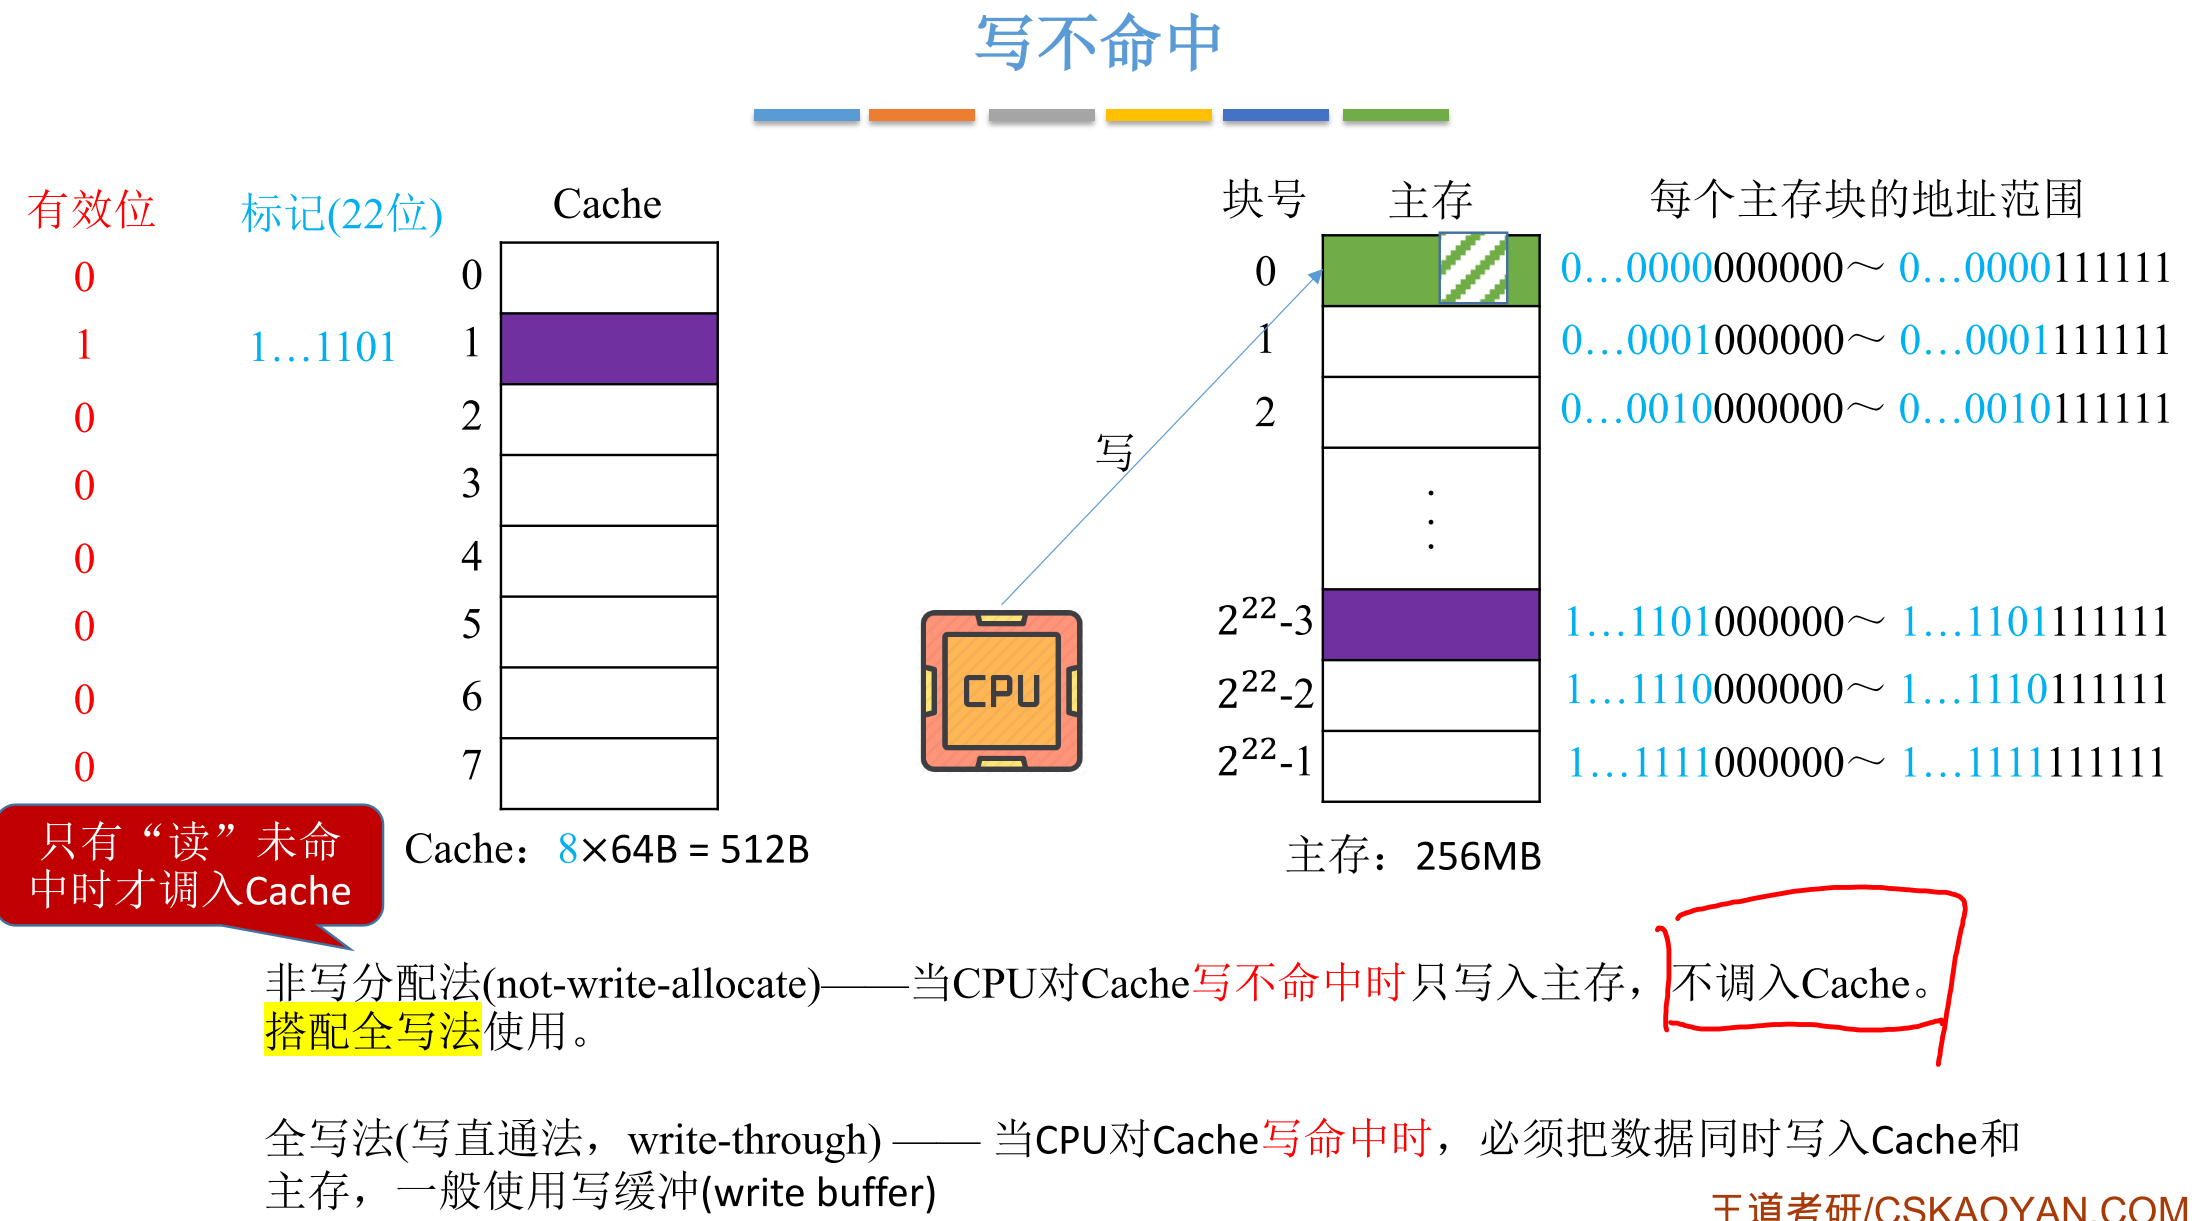 写不命中
有效位 标记(22位) Cache 块号 主存 每个主存块的地址范围
0 0 0 0…0000000000～ 0…0000111111
1 1…1101 1 1 0…0001000000～ 0…0001111111
0 2 2 0…0010000000～ 0…0010111111
写
0 3
0 4
0 5 2²²-3 1…1101000000～ 1…1101111111
CPU
0 6 2²²-2 1…1110000000～ 1…1110111111
0 7 2²²-1 1…1111000000～ 1…1111111111
只有“读”未命
中时才调入Cache
Cache：8×64B = 512B
主存：256MB
非写分配法(not-write-allocate)——当CPU对Cache写不命中时只写入主存，不调入Cache。
搭配全写法使用。
全写法(写直通法，write-through) —— 当CPU对Cache写命中时，必须把数据同时写入Cache和
主存，一般使用写缓冲(write buffer)
王道考研/CSKAOYAN.COM